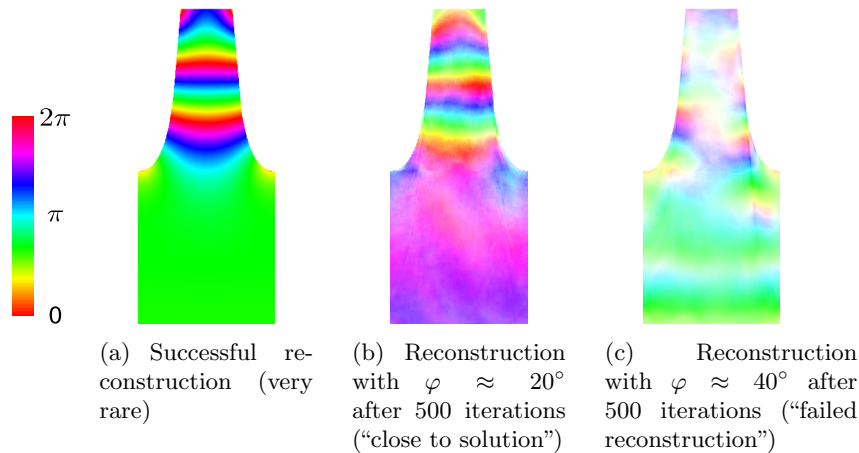 2π
π
0
(a) Successful re-
construction (very
rare)
(b) Reconstruction
with φ ≈ 20°
after 500 iterations
(“close to solution”)
(c) Reconstruction
with φ ≈ 40° after
500 iterations (“failed
reconstruction”)